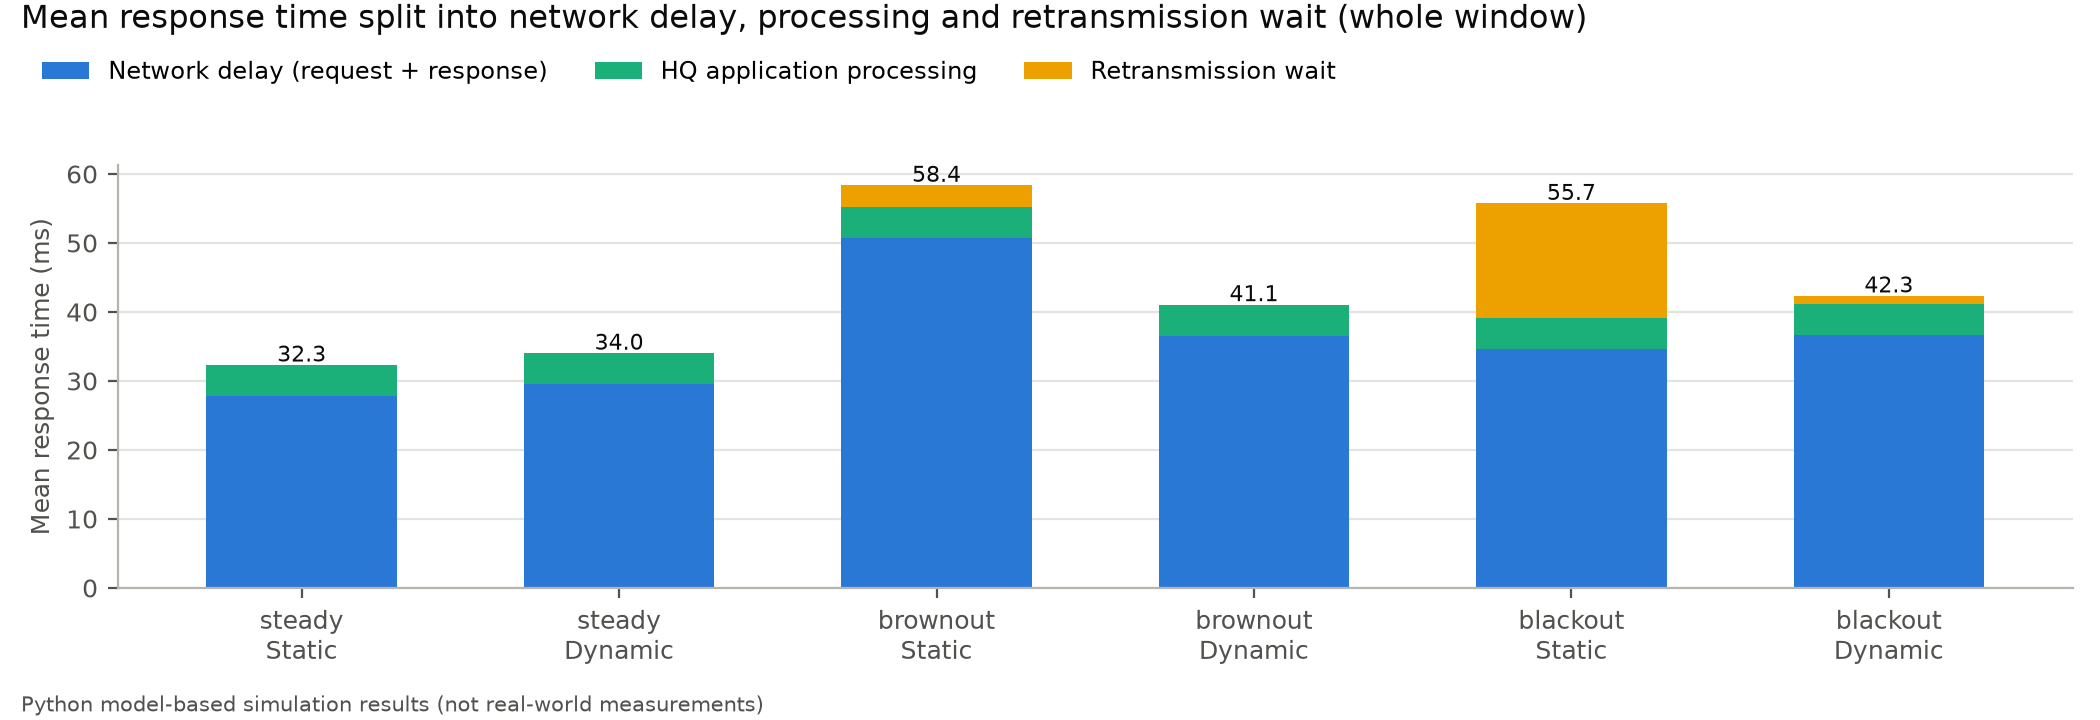 Mean response time split into network delay, processing and retransmission wait (whole window)
Network delay (request + response)
HQ application processing
Retransmission wait
Mean response time (ms)
60
50
40
30
20
10
0
32.3
34.0
58.4
41.1
55.7
42.3
steady
Static
steady
Dynamic
brownout
Static
brownout
Dynamic
blackout
Static
blackout
Dynamic
Python model-based simulation results (not real-world measurements)